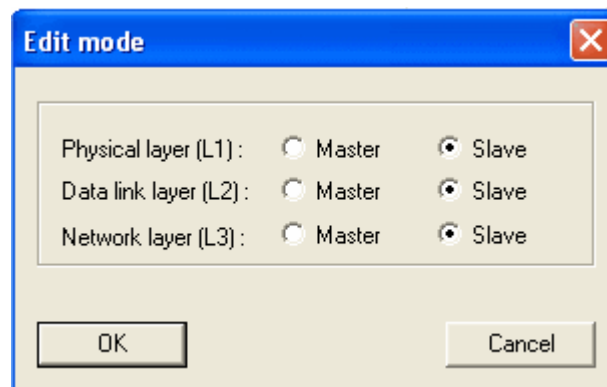 Edit mode
Physical layer (L1) : Master Slave
Data link layer (L2) : Master Slave
Network layer (L3) : Master Slave
OK Cancel